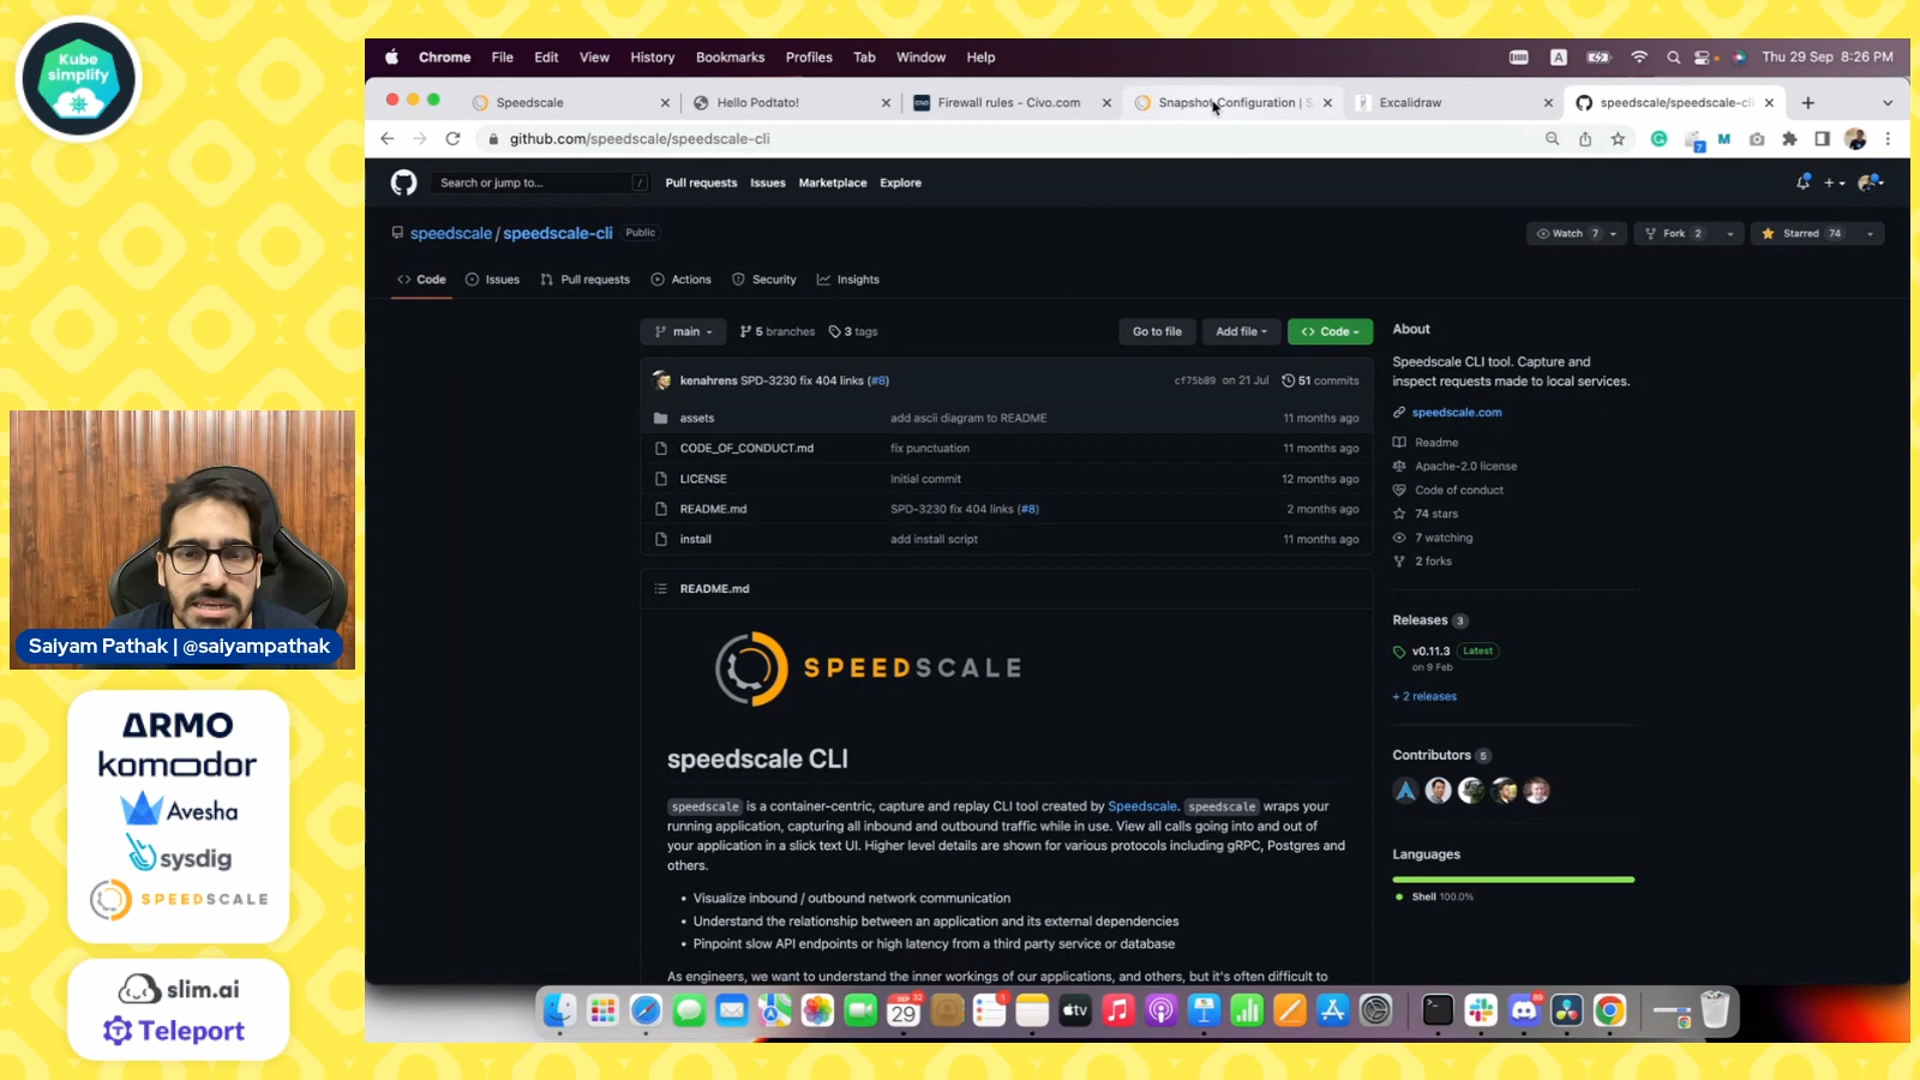 Kube
simplify
Chrome File Edit View History Bookmarks Profiles Tab Window Help
A
Thu 29 Sep 8:26 PM
Speedscale
Hello Podtato!
Firewall rules - Civo.com
Snapshot Configuration | S
Excalidraw
speedscale/speedscale-cli
github.com/speedscale/speedscale-cli
7
M
Search or jump to...
/
Pull requests Issues Marketplace Explore
speedscale / speedscale-cli Public
Watch 7
Fork 2
Starred 74
Code Issues Pull requests Actions Security Insights
main 5 branches 3 tags
Go to file Add file Code
kenahrens SPD-3230 fix 404 links (#8) cf75b89 on 21 Jul 51 commits
assets add ascii diagram to README 11 months ago
CODE_OF_CONDUCT.md fix punctuation 11 months ago
LICENSE Initial commit 12 months ago
README.md SPD-3230 fix 404 links (#8) 2 months ago
install add install script 11 months ago
README.md
SPEEDSCALE
speedscale CLI
speedscale is a container-centric, capture and replay CLI tool created by Speedscale. speedscale wraps your
running application, capturing all inbound and outbound traffic while in use. View all calls going into and out of
your application in a slick text UI. Higher level details are shown for various protocols including gRPC, Postgres and
others.
• Visualize inbound / outbound network communication
• Understand the relationship between an application and its external dependencies
• Pinpoint slow API endpoints or high latency from a third party service or database
As engineers, we want to understand the inner workings of our applications, and others, but it's often difficult to
About
Speedscale CLI tool. Capture and
inspect requests made to local services.
speedscale.com
Readme
Apache-2.0 license
Code of conduct
74 stars
7 watching
2 forks
Releases 3
v0.11.3 Latest
on 9 Feb
+ 2 releases
Contributors 5
Languages
Shell 100.0%
Saiyam Pathak | @saiyampathak
ARMO
komodor
Avesha
sysdig
SPEEDSCALE
slim.ai
Teleport
SEP
29
1
tv